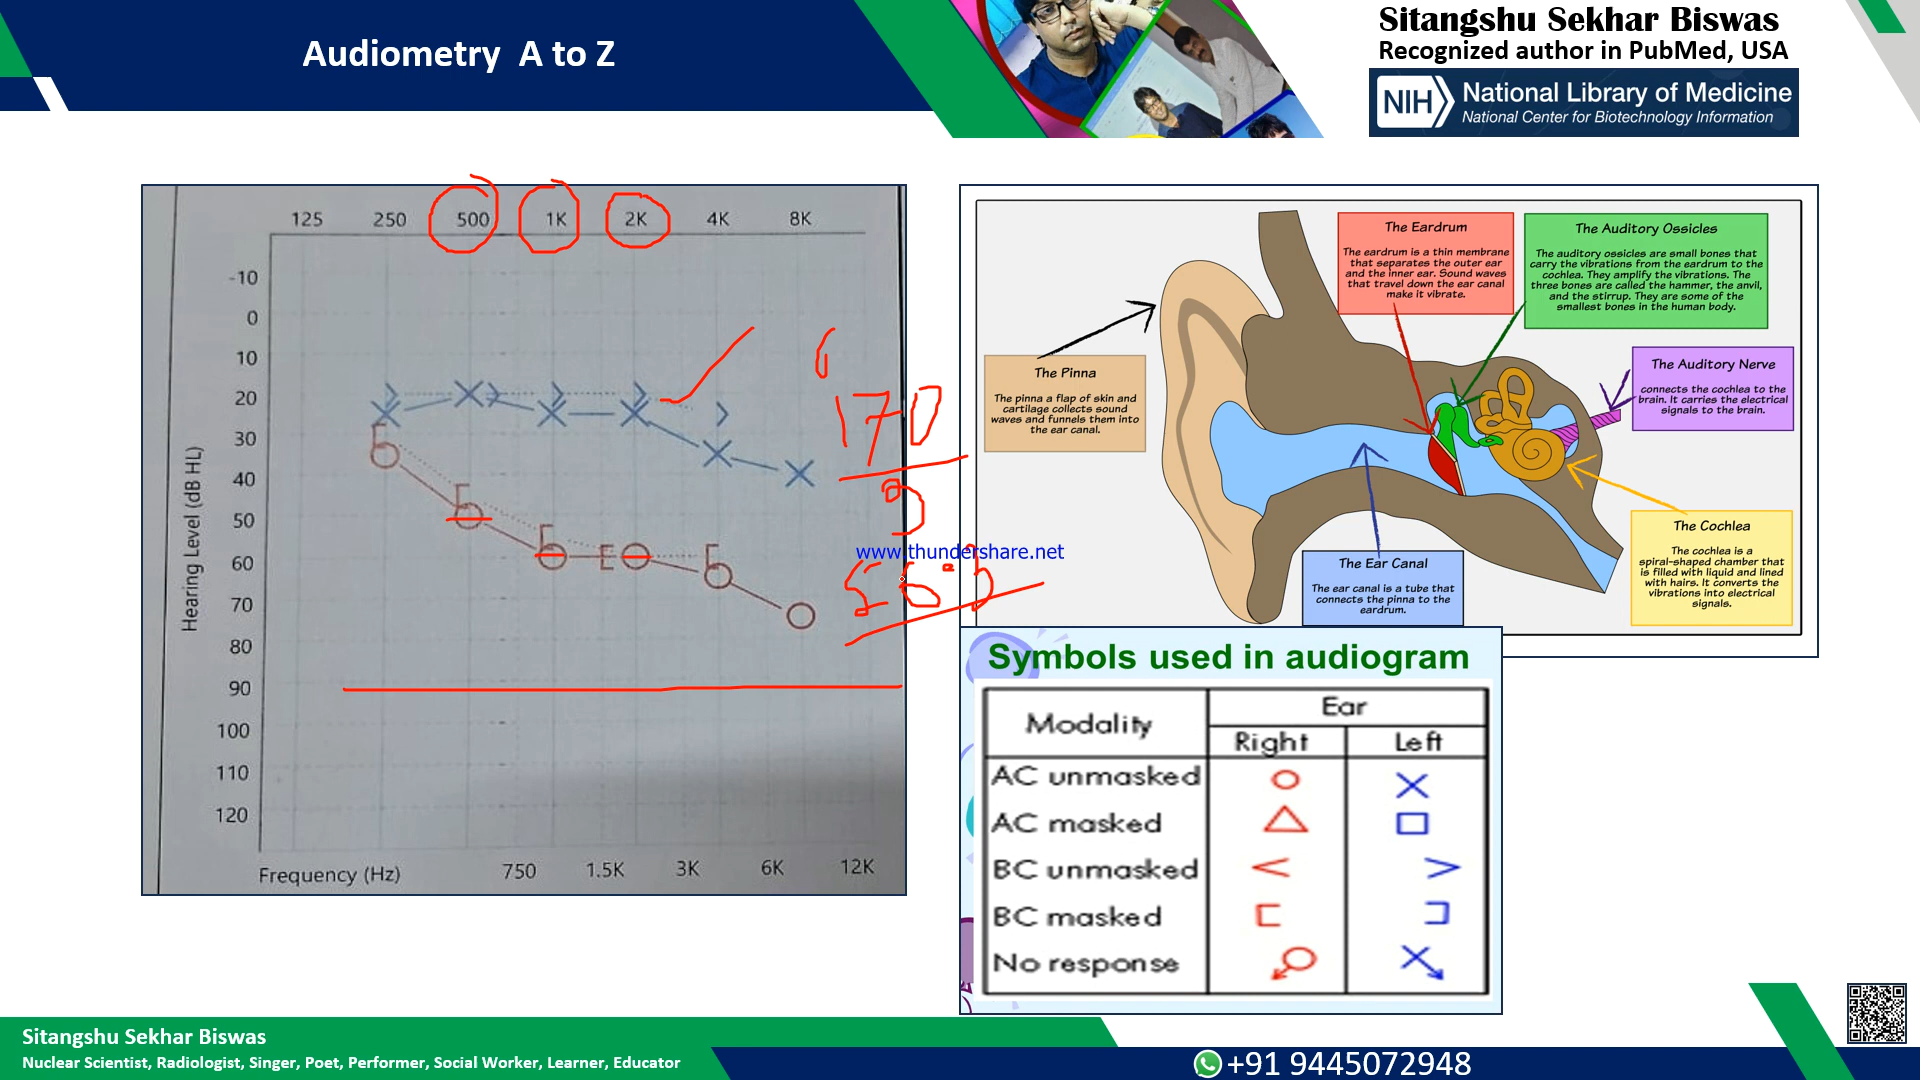 Audiometry A to Z
Sitangshu Sekhar Biswas
Recognized author in PubMed, USA
NIH
National Library of Medicine
National Center for Biotechnology Information
125 250 500 1K 2K 4K 8K
-10
0
10
20
30
40
50
60
70
80
90
100
110
120
Hearing Level (dB HL)
Frequency (Hz) 750 1.5K 3K 6K 12K
170
3
www.thundershare.net
The Eardrum
The eardrum is a thin membrane
that separates the outer ear
and the inner ear. Sound waves
that travel down the ear canal
make it vibrate.
The Auditory Ossicles
The auditory ossicles are small bones that
carry the vibrations from the eardrum to the
cochlea. They amplify the vibrations. The
three bones are called the hammer, the anvil,
and the stirrup. They are some of the
smallest bones in the human body.
The Pinna
The pinna a flap of skin and
cartilage collects sound
waves and funnels them into
the ear canal.
The Auditory Nerve
connects the cochlea to the
brain. It carries the electrical
signals to the brain.
The Ear Canal
The ear canal is a tube that
connects the pinna to the
eardrum.
The Cochlea
The cochlea is a
spiral-shaped chamber that
is filled with liquid and lined
with hairs. It converts the
vibrations into electrical
signals.
Symbols used in audiogram
Modality Ear
Right Left
AC unmasked
AC masked
BC unmasked
BC masked
No response
Sitangshu Sekhar Biswas
Nuclear Scientist, Radiologist, Singer, Poet, Performer, Social Worker, Learner, Educator
+91 9445072948